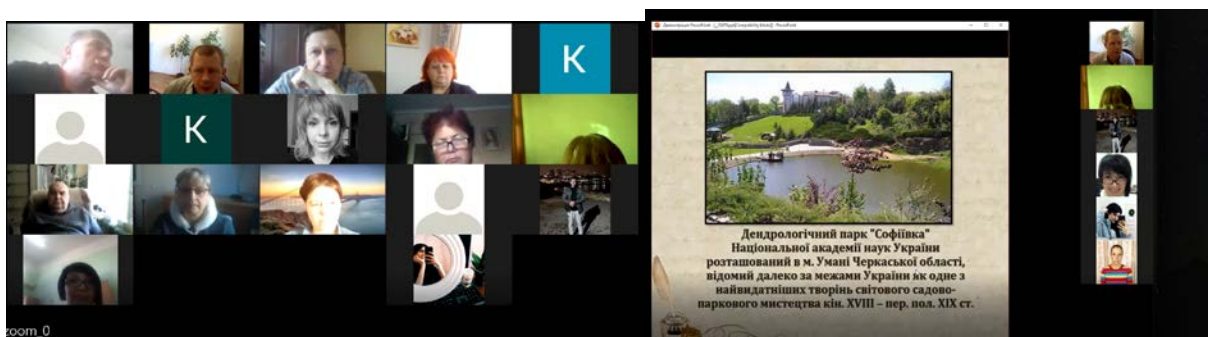 K
K
zoom_0
Дендрологічний парк "Софіївка"
Національної академії наук України
розташований в м. Умані Черкаської області,
відомий далеко за межами України як одне з
найвидатніших творінь світового садово-
паркового мистецтва кін. XVIII – пер. пол. XIX ст.